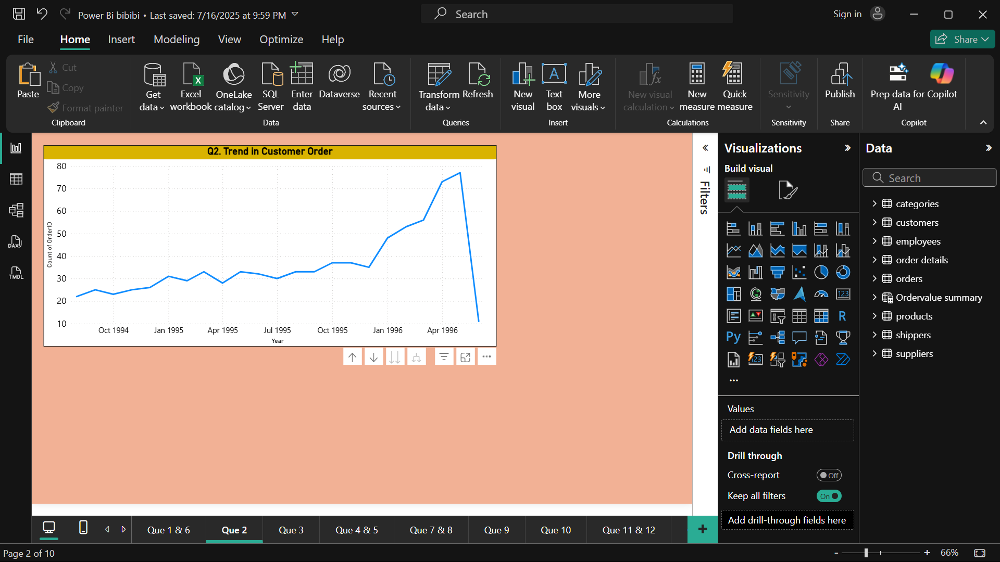 Power Bi bibibi • Last saved: 7/16/2025 at 9:59 PM
Search
Sign in
File Home Insert Modeling View Optimize Help
Share
Paste
Cut
Copy
Format painter
Clipboard
Get data
Excel workbook
OneLake catalog
SQL Server
Enter data
Dataverse
Recent sources
Data
Transform data
Refresh
Queries
New visual
Text box
More visuals
Insert
New visual calculation
New measure
Quick measure
Calculations
Sensitivity
Sensitivity
Publish
Share
Prep data for AI
Copilot
Copilot
DAX
TMDL
Q2. Trend in Customer Order
80
70
60
50
40
30
20
10
Count of OrderID
Oct 1994 Jan 1995 Apr 1995 Jul 1995 Oct 1995 Jan 1996 Apr 1996
Year
Filters
Visualizations
Build visual
123
R
Py
123
Values
Add data fields here
Drill through
Cross-report Off
Keep all filters On
Add drill-through fields here
Data
Search
categories
customers
employees
order details
orders
Ordervalue summary
products
shippers
suppliers
Que 1 & 6 Que 2 Que 3 Que 4 & 5 Que 7 & 8 Que 9 Que 10 Que 11 & 12
Page 2 of 10
- + 66%